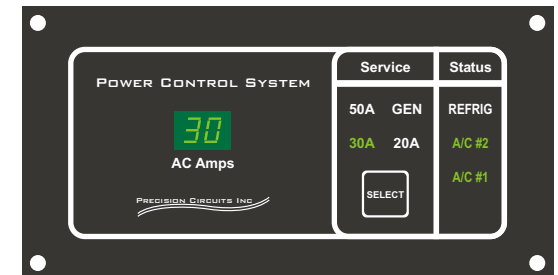 POWER CONTROL SYSTEM
30
AC Amps
PRECISION CIRCUITS INC
Service
50A GEN
30A 20A
SELECT
Status
REFRIG
A/C #2
A/C #1